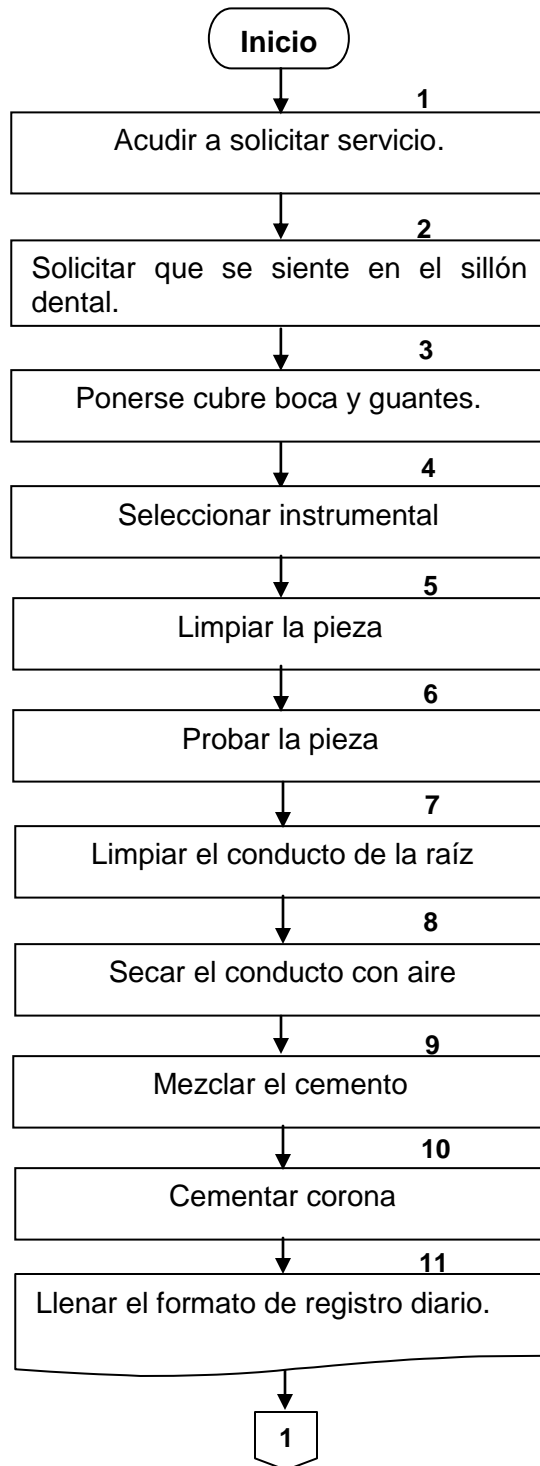 Inicio
1
Acudir a solicitar servicio.
2
Solicitar que se siente en el sillón
dental.
3
Ponerse cubre boca y guantes.
4
Seleccionar instrumental
5
Limpiar la pieza
6
Probar la pieza
7
Limpiar el conducto de la raíz
8
Secar el conducto con aire
9
Mezclar el cemento
10
Cementar corona
11
Llenar el formato de registro diario.
1